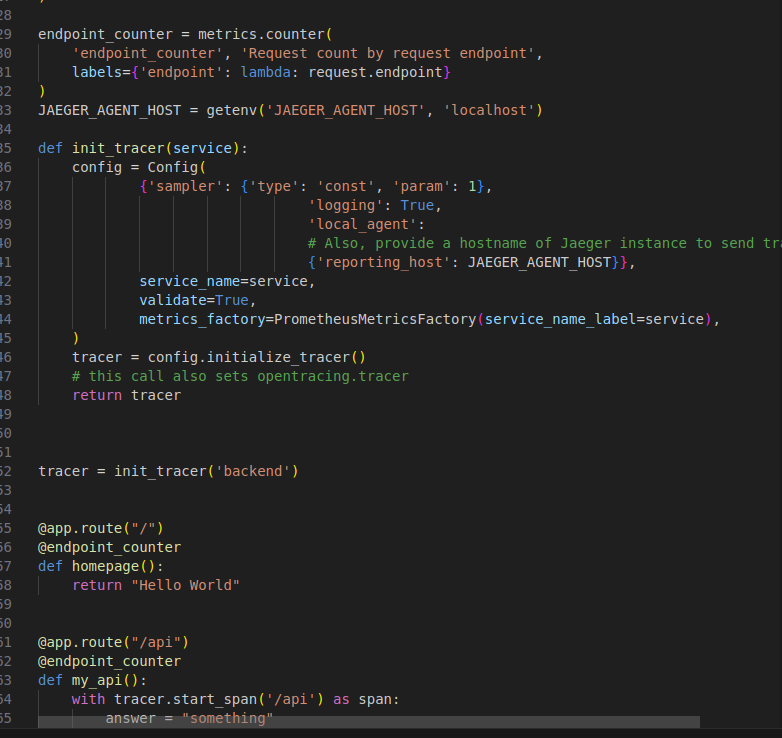 28
29 endpoint_counter = metrics.counter(
30     'endpoint_counter', 'Request count by request endpoint',
31     labels={'endpoint': lambda: request.endpoint}
32 )
33 JAEGER_AGENT_HOST = getenv('JAEGER_AGENT_HOST', 'localhost')
34
35 def init_tracer(service):
36     config = Config(
37             {'sampler': {'type': 'const', 'param': 1},
38                                 'logging': True,
39                                 'local_agent':
40                                 # Also, provide a hostname of Jaeger instance to send tra
41                                 {'reporting_host': JAEGER_AGENT_HOST}},
42             service_name=service,
43             validate=True,
44             metrics_factory=PrometheusMetricsFactory(service_name_label=service),
45     )
46     tracer = config.initialize_tracer()
47     # this call also sets opentracing.tracer
48     return tracer
49
50
51
52 tracer = init_tracer('backend')
53
54
55 @app.route("/")
56 @endpoint_counter
57 def homepage():
58     return "Hello World"
59
60
61 @app.route("/api")
62 @endpoint_counter
63 def my_api():
64     with tracer.start_span('/api') as span:
65         answer = "something"